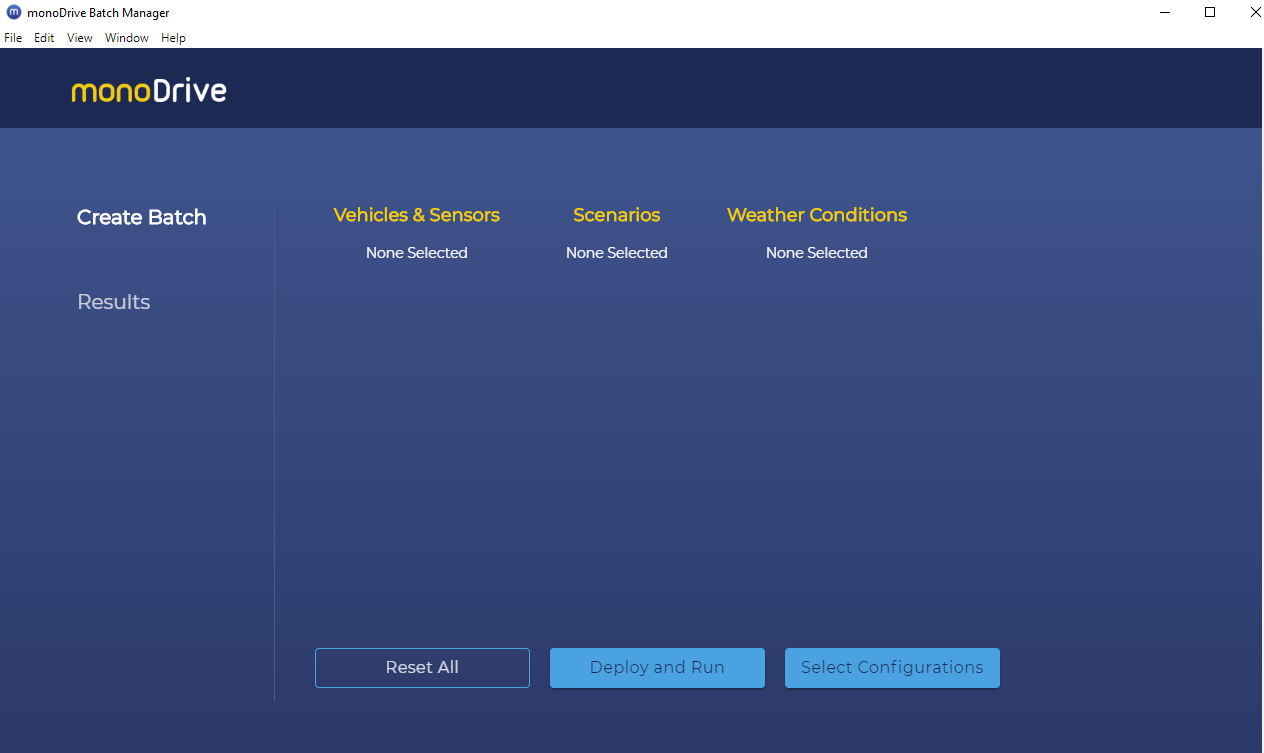 monoDrive Batch Manager
File Edit View Window Help
monoDrive
Create Batch
Results
Vehicles & Sensors Scenarios Weather Conditions
None Selected None Selected None Selected
Reset All Deploy and Run Select Configurations